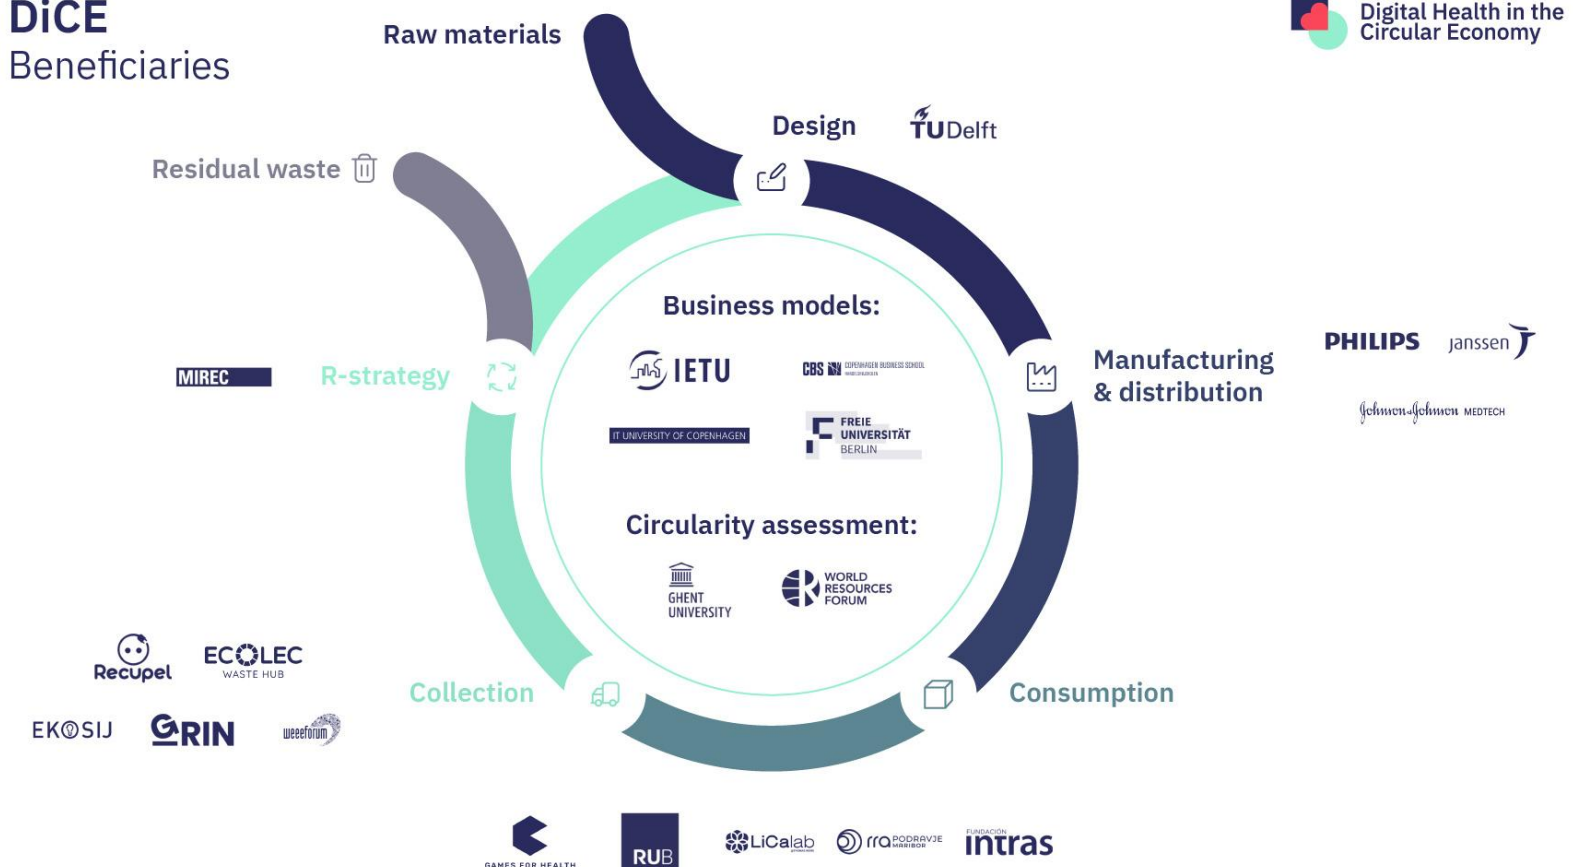 DiCE
Beneficiaries
Digital Health in the
Circular Economy
Raw materials
Design
TUDelft
Residual waste
Business models:
IETU
CBS COPENHAGEN BUSINESS SCHOOL
IT UNIVERSITY OF COPENHAGEN
FREIE
UNIVERSITÄT
BERLIN
Manufacturing
& distribution
PHILIPS
janssen
Johnson&Johnson MEDTECH
MIREC
R-strategy
Circularity assessment:
GHENT
UNIVERSITY
WORLD
RESOURCES
FORUM
Recupel
ECOLEC
WASTE HUB
EKOSIJ
GRIN
weeeforum
Collection
Consumption
GAMES FOR HEALTH
RUB
LiCalab
rra PODRAVJE
MARIBOR
FUNDACIÓN
intras